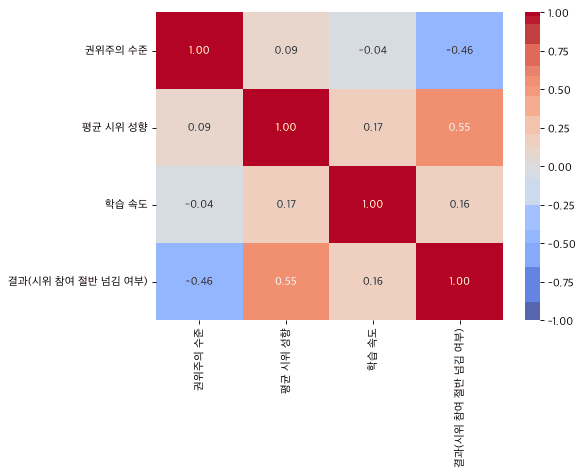 권위주의 수준 1.00 0.09 -0.04 -0.46
평균 시위 성향 0.09 1.00 0.17 0.55
학습 속도 -0.04 0.17 1.00 0.16
결과(시위 참여 절반 넘김 여부) -0.46 0.55 0.16 1.00
권위주의 수준
평균 시위 성향
학습 속도
결과(시위 참여 절반 넘김 여부)
1.00
0.75
0.50
0.25
0.00
-0.25
-0.50
-0.75
-1.00